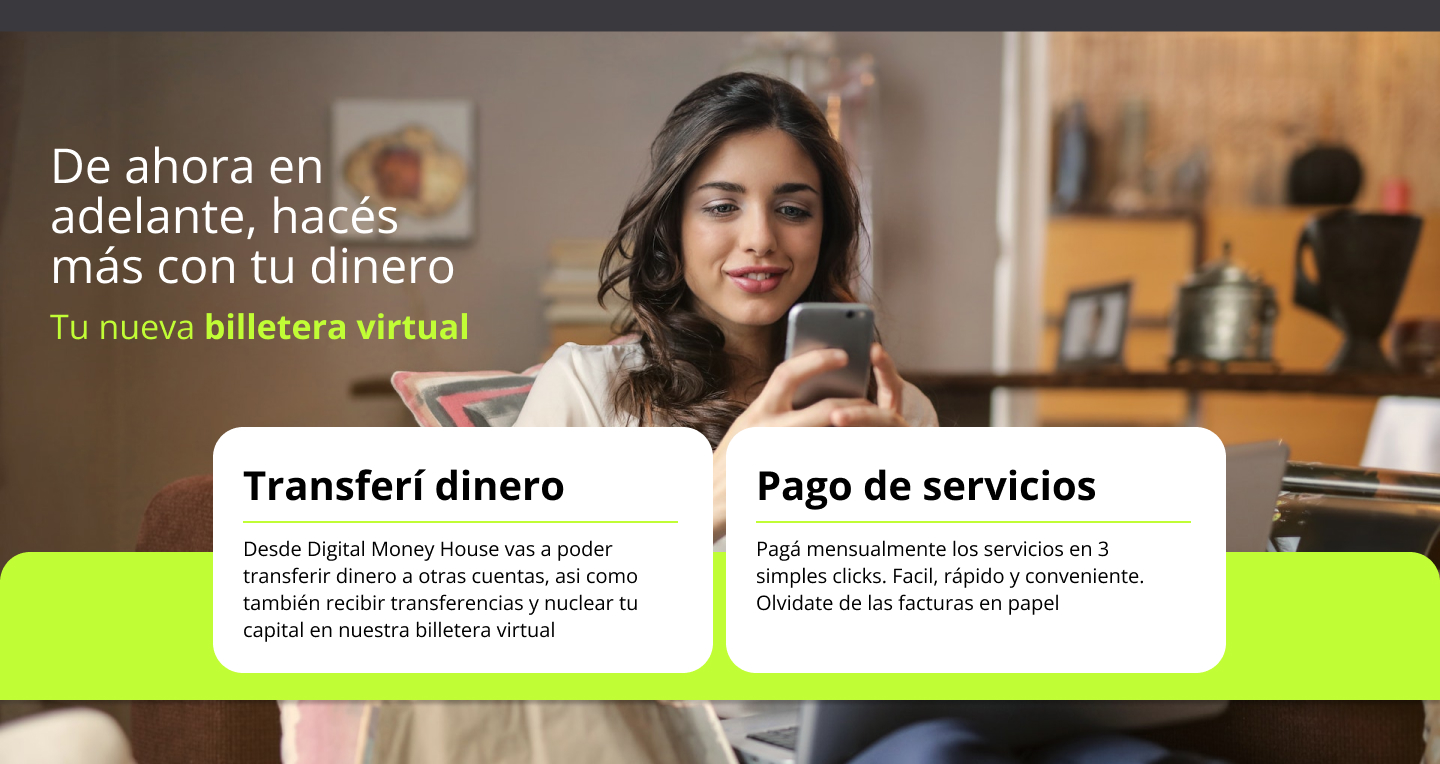 De ahora en
adelante, hacés
más con tu dinero
Tu nueva billetera virtual
Transferí dinero
Desde Digital Money House vas a poder
transferir dinero a otras cuentas, asi como
también recibir transferencias y nuclear tu
capital en nuestra billetera virtual
Pago de servicios
Pagá mensualmente los servicios en 3
simples clicks. Facil, rápido y conveniente.
Olvidate de las facturas en papel